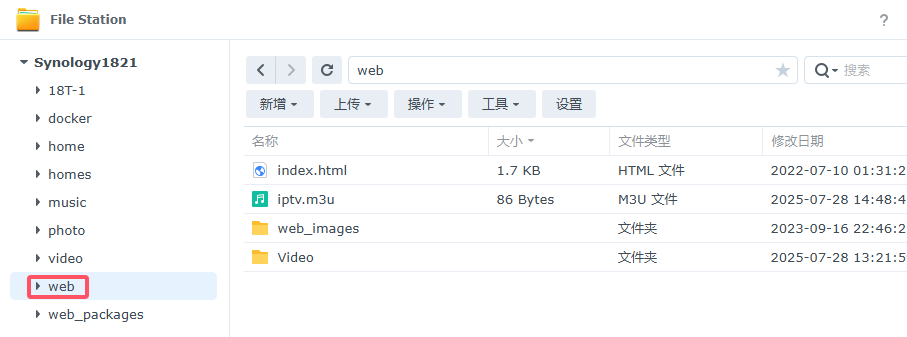 File Station
?
Synology1821
18T-1
docker
home
homes
music
photo
video
web
web_packages
web
搜索
新增 上传 操作 工具 设置
名称 大小 文件类型 修改日期
index.html 1.7 KB HTML 文件 2022-07-10 01:31:2
iptv.m3u 86 Bytes M3U 文件 2025-07-28 14:48:4
web_images 文件夹 2023-09-16 22:46:2
Video 文件夹 2025-07-28 13:21:5